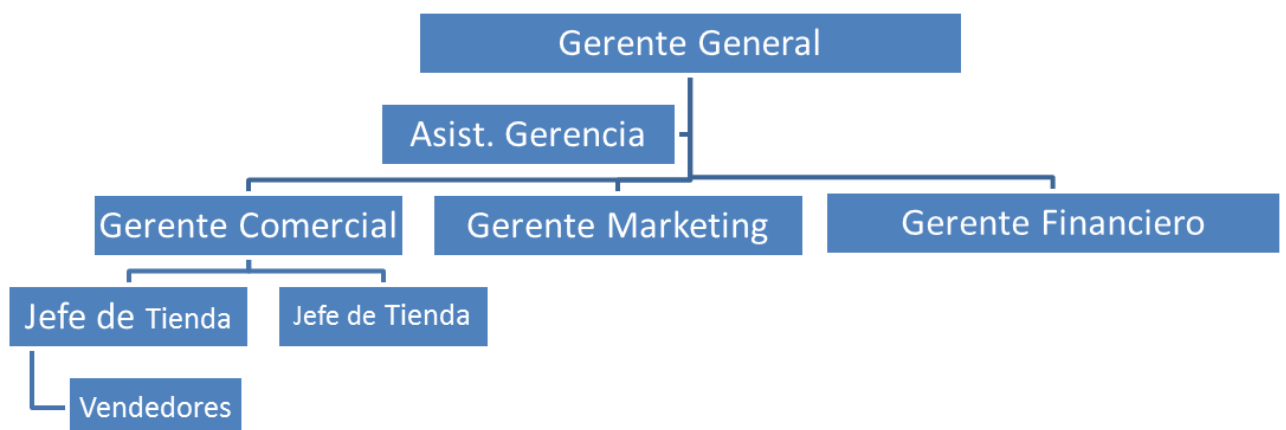 Gerente General
Asist. Gerencia
Gerente Comercial
Gerente Marketing
Gerente Financiero
Jefe de Tienda
Jefe de Tienda
Vendedores